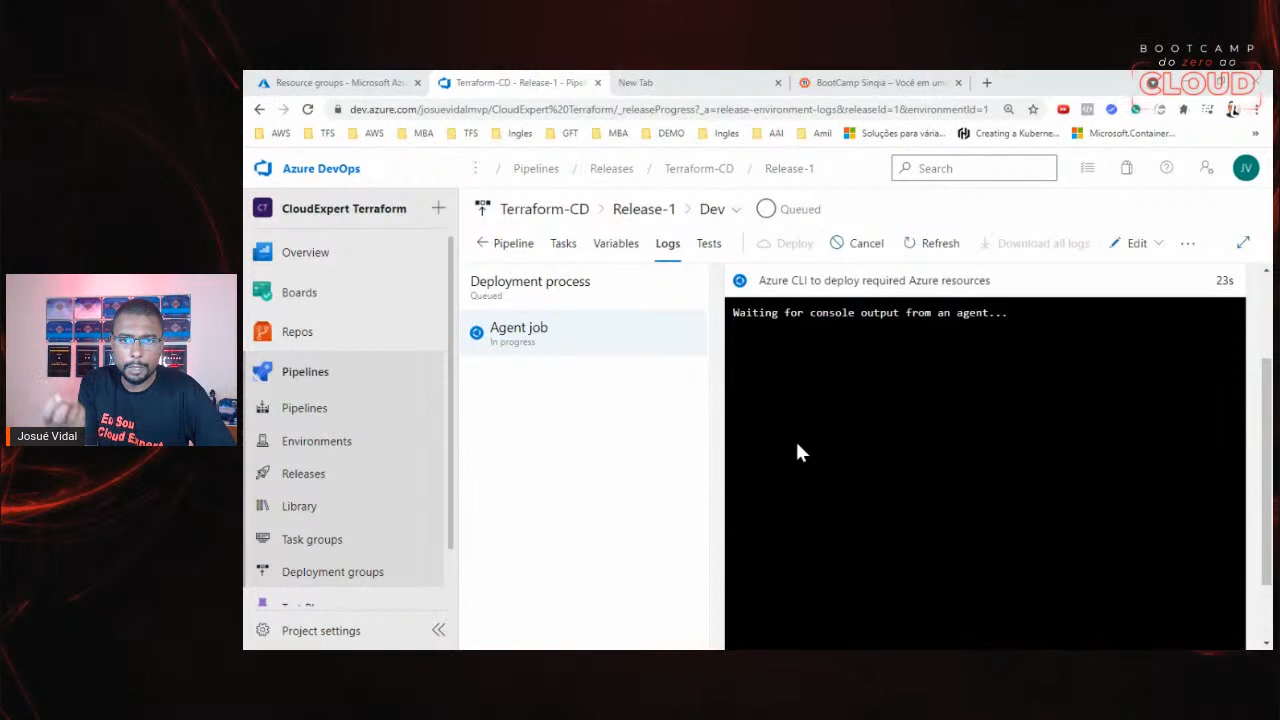 BOOTCAMP
do zero ao
CLOUD
Resource groups - Microsoft Az
Terraform-CD - Release-1 - Pipel
New Tab
BootCamp Sinqia – Você em um
dev.azure.com/josuevidalmvp/CloudExpert%20Terraform/_releaseProgress?_a=release-environment-logs&releaseId=1&environmentId=1
AWS
TFS
AWS
MBA
TFS
Ingles
GFT
MBA
DEMO
Ingles
AAI
Amil
Soluções para vária...
Creating a Kuberne...
Microsoft.Container...
Azure DevOps
/ Pipelines / Releases / Terraform-CD / Release-1
Search
JV
CT CloudExpert Terraform
Overview
Boards
Repos
Pipelines
Pipelines
Environments
Releases
Library
Task groups
Deployment groups
Project settings
Terraform-CD > Release-1 > Dev
Queued
Pipeline
Tasks
Variables
Logs
Tests
Deploy
Cancel
Refresh
Download all logs
Edit
Deployment process
Queued
Agent job
In progress
Azure CLI to deploy required Azure resources
23s
Waiting for console output from an agent...
Eu Sou
Cloud Expert
Josué Vidal